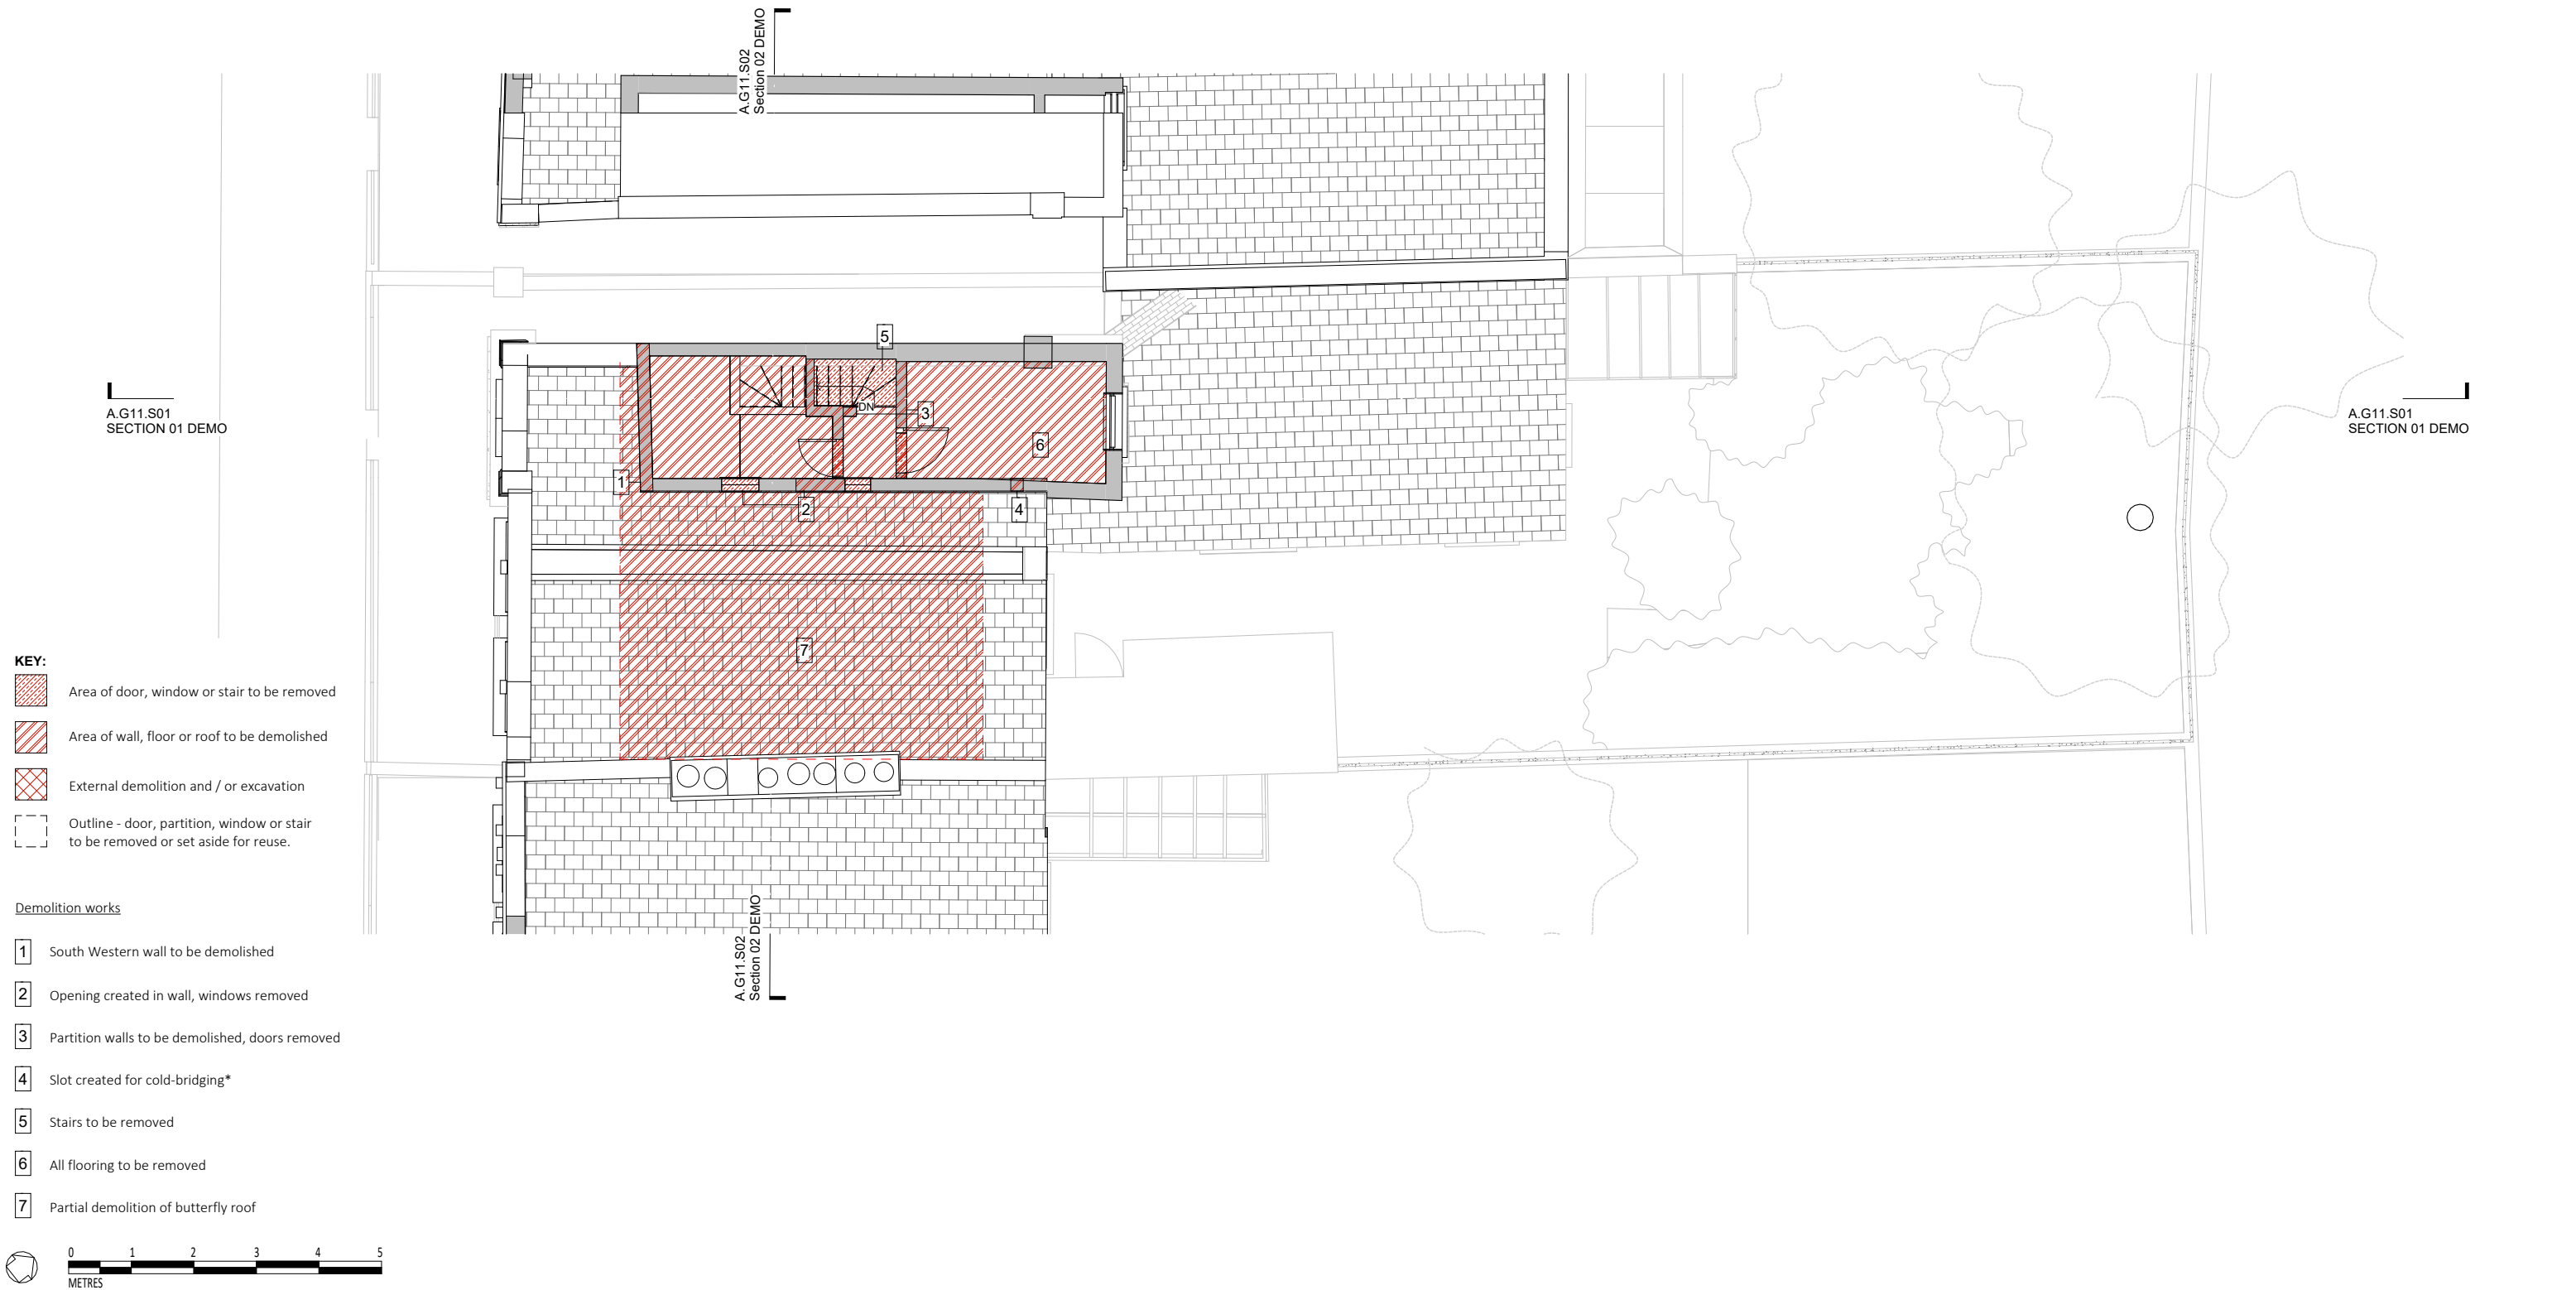 A.G11.S02
Section 02 DEMO
5
DN
3
6
A.G11.S01
SECTION 01 DEMO
A.G11.S01
SECTION 01 DEMO
1
2
4
7
KEY:
Area of door, window or stair to be removed
Area of wall, floor or roof to be demolished
External demolition and / or excavation
Outline - door, partition, window or stair
to be removed or set aside for reuse.
A.G11.S02
Section 02 DEMO
Demolition works
1 South Western wall to be demolished
2 Opening created in wall, windows removed
3 Partition walls to be demolished, doors removed
4 Slot created for cold-bridging*
5 Stairs to be removed
6 All flooring to be removed
7 Partial demolition of butterfly roof
0 1 2 3 4 5
METRES